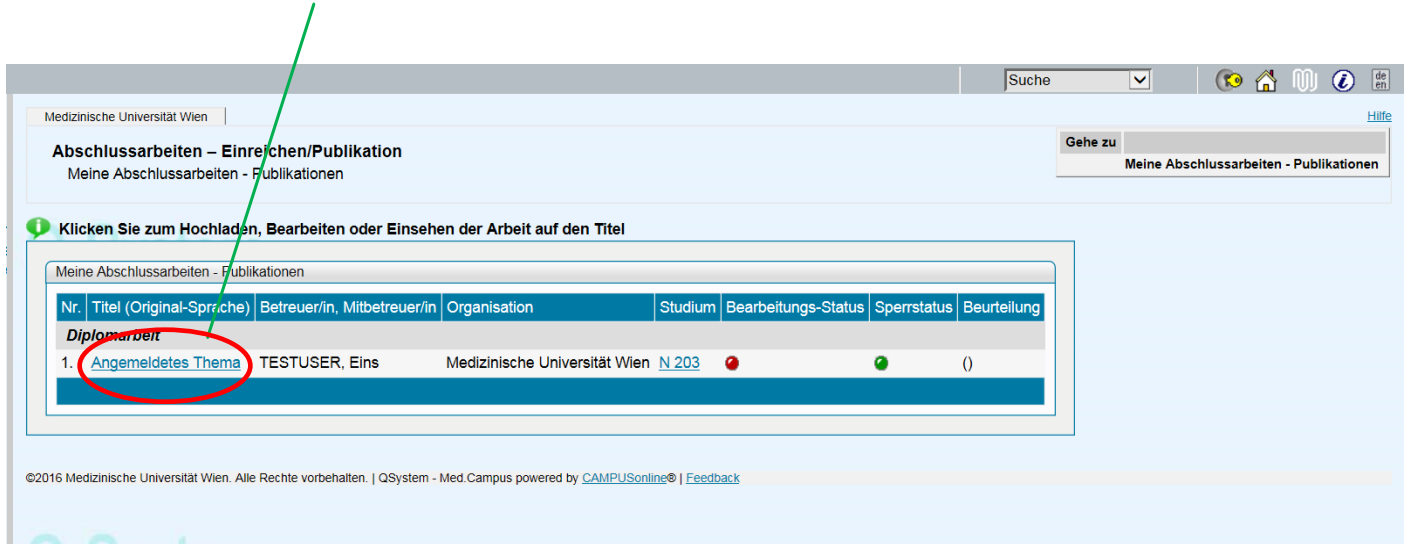 Suche
de
en
Medizinische Universität Wien
Hilfe
Abschlussarbeiten – Einreichen/Publikation
Meine Abschlussarbeiten - Publikationen
Gehe zu
Meine Abschlussarbeiten - Publikationen
Klicken Sie zum Hochladen, Bearbeiten oder Einsehen der Arbeit auf den Titel
Meine Abschlussarbeiten - Publikationen
Nr. Titel (Original-Sprache) Betreuer/in, Mitbetreuer/in Organisation Studium Bearbeitungs-Status Sperrstatus Beurteilung
Diplomarbeit
1. Angemeldetes Thema TESTUSER, Eins Medizinische Universität Wien N 203 ()
©2016 Medizinische Universität Wien. Alle Rechte vorbehalten. | QSystem - Med.Campus powered by CAMPUSonline® | Feedback